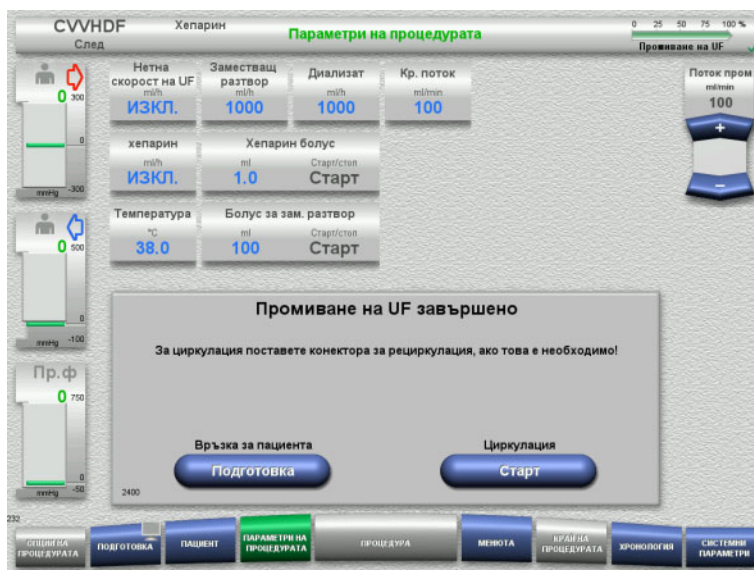 CVVHDF
Хепарин
След
Параметри на процедурата
0 25 50 75 100 %
Промиване на UF
0
300
0
-300
mmHg
0
500
0
-100
mmHg
Пр.ф
0
750
0
-50
mmHg
Нетна
скорост на UF
ml/h
ИЗКЛ.
Заместващ
разтвор
ml/h
1000
Диализат
ml/h
1000
Кр. поток
ml/min
100
Поток пром
ml/min
100
+
–
хепарин
ml/h
ИЗКЛ.
Хепарин болус
ml
1.0
Старт/стоп
Старт
Температура
°C
38.0
Болус за зам. разтвор
ml
100
Старт/стоп
Старт
Промиване на UF завършено
За циркулация поставете конектора за рециркулация, ако това е необходимо!
Връзка за пациента
Подготовка
Циркулация
Старт
2400
232
ОПЦИИ НА
ПРОЦЕДУРАТА
ПОДГОТОВКА
ПАЦИЕНТ
ПАРАМЕТРИ НА
ПРОЦЕДУРАТА
ПРОЦЕДУРА
МЕНЮТА
КРАЙ НА
ПРОЦЕДУРАТА
ХРОНОЛОГИЯ
СИСТЕМНИ
ПАРАМЕТРИ